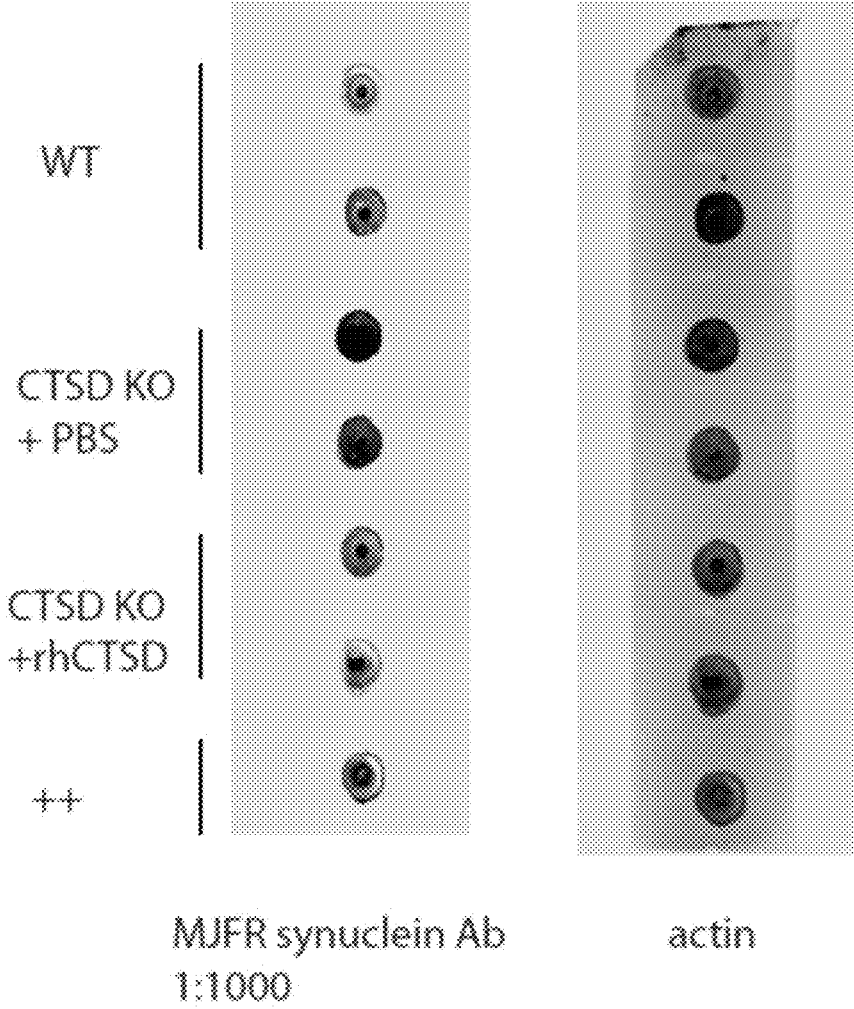 WT
CTSD KO
+ PBS
CTSD KO
+rhCTSD
++
MJFR synuclein Ab
1:1000
actin